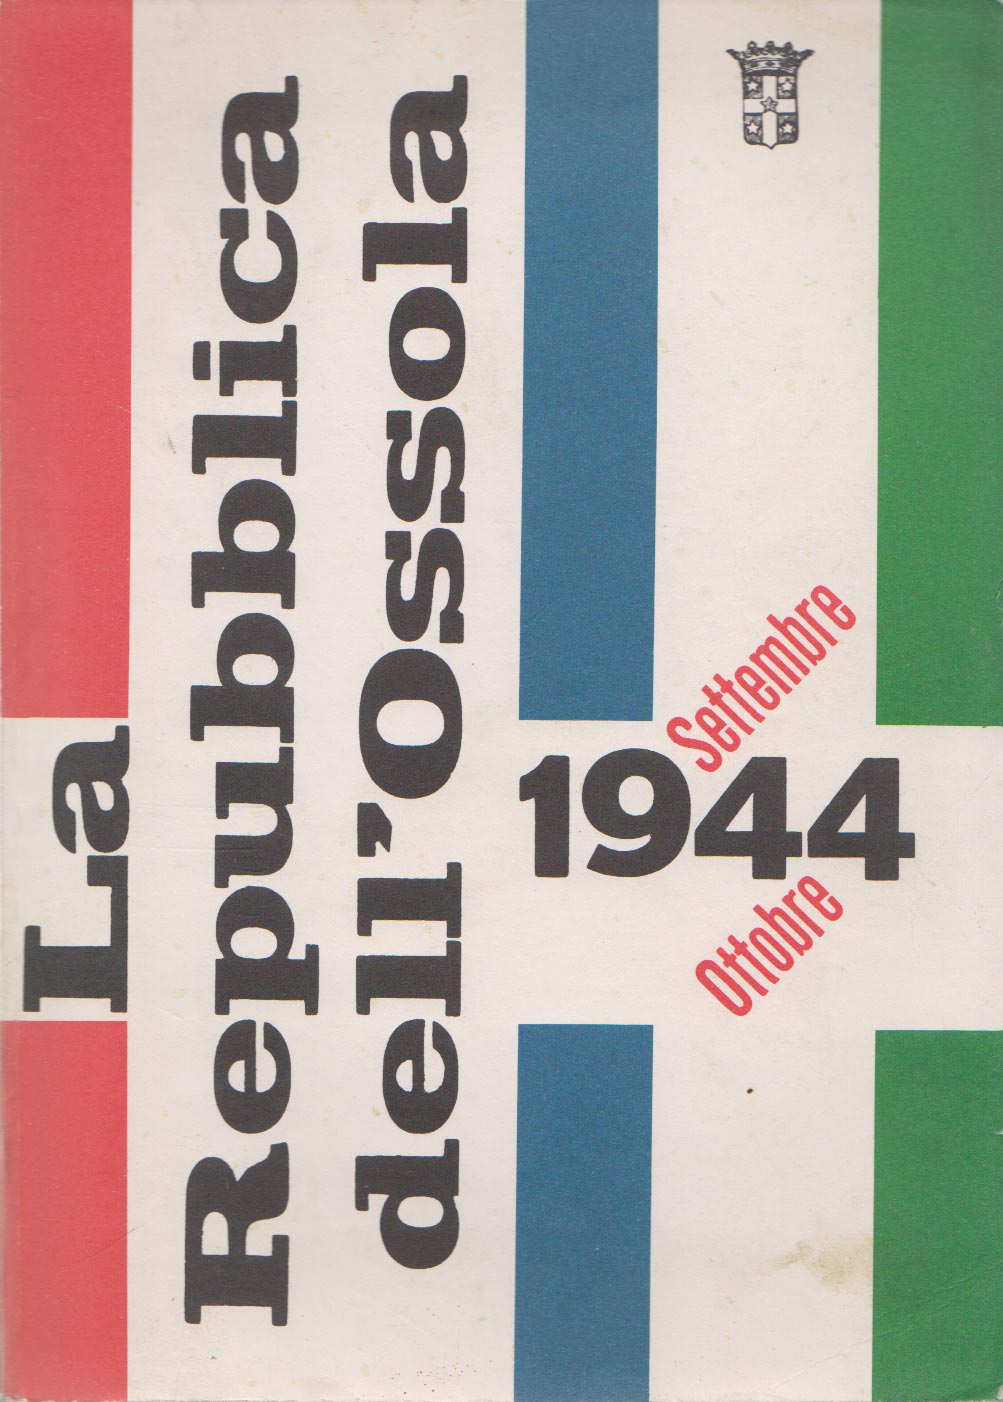 La
Repubblica
dell'Ossola
Settembre
1944
Ottobre